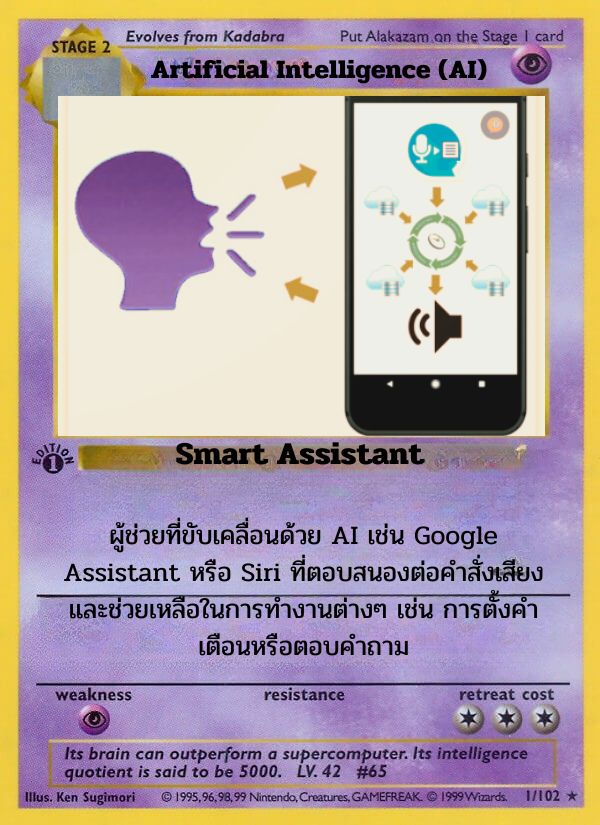 STAGE 2
Evolves from Kadabra
Put Alakazam on the Stage 1 card
Artificial Intelligence (AI)
EDITION
1
Smart Assistant
ผู้ช่วยที่ขับเคลื่อนด้วย AI เช่น Google
Assistant หรือ Siri ที่ตอบสนองต่อคำสั่งเสียง
และช่วยเหลือในการทำงานต่างๆ เช่น การตั้งคำ
เตือนหรือตอบคำถาม
weakness
resistance
retreat cost
Its brain can outperform a supercomputer. Its intelligence
quotient is said to be 5000. LV. 42 #65
Illus. Ken Sugimori
© 1995, 96, 98, 99 Nintendo, Creatures, GAMEFREAK. © 1999 Wizards.
1/102 ★